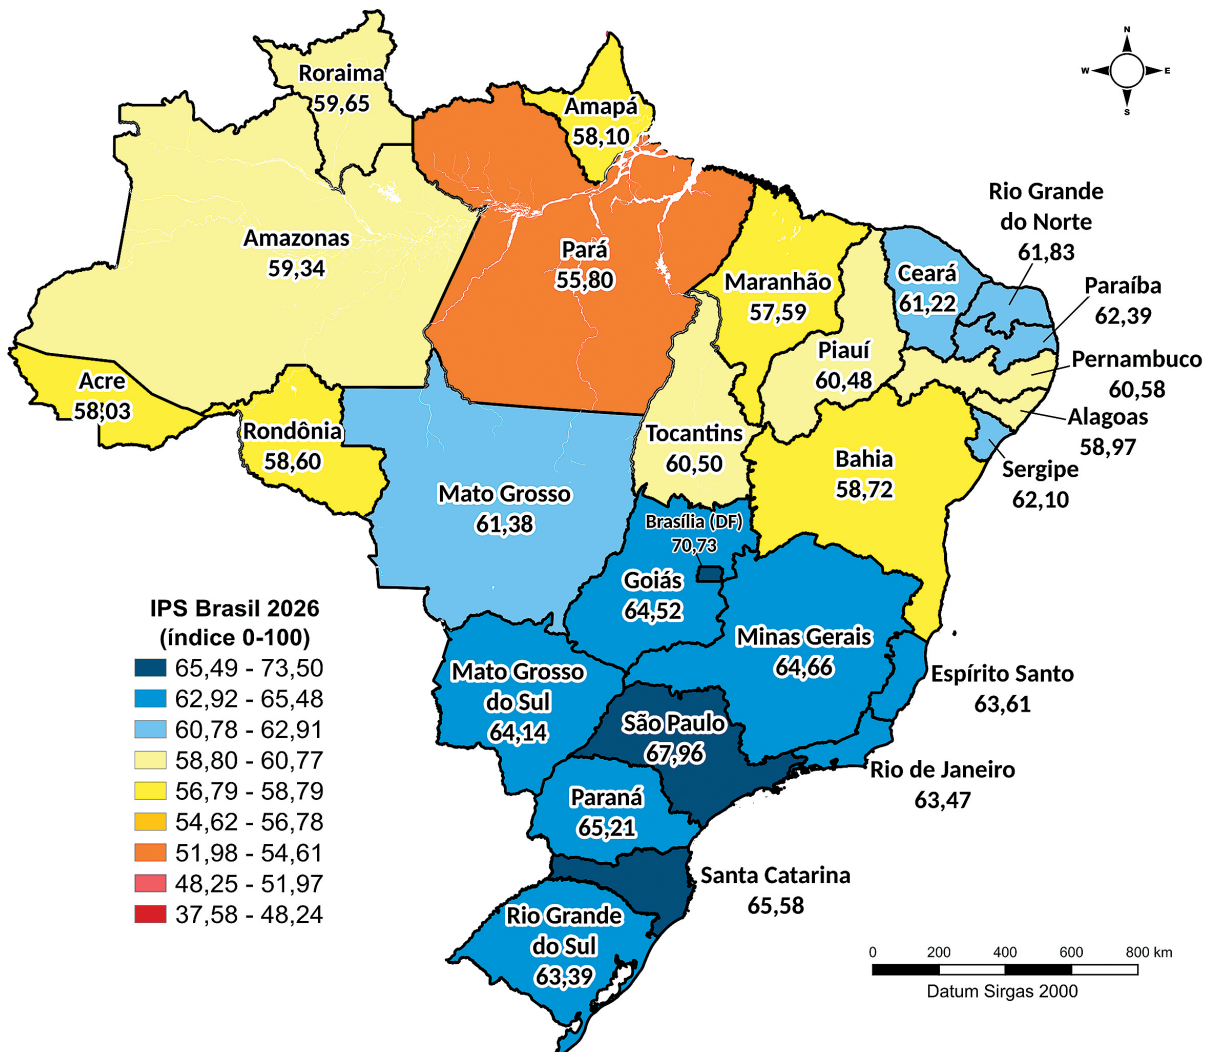 N
W
E
S
Roraima
59,65
Amapá
58,10
Rio Grande
do Norte
61,83
Amazonas
59,34
Pará
55,80
Maranhão
57,59
Ceará
61,22
Paraíba
62,39
Piauí
60,48
Pernambuco
60,58
Acre
58,03
Alagoas
58,97
Rondônia
58,60
Tocantins
60,50
Bahia
58,72
Sergipe
62,10
Mato Grosso
61,38
Brasília (DF)
70,73
Goiás
64,52
Minas Gerais
64,66
Espírito Santo
63,61
Mato Grosso
do Sul
64,14
São Paulo
67,96
Rio de Janeiro
63,47
Paraná
65,21
Santa Catarina
65,58
Rio Grande
do Sul
63,39
IPS Brasil 2026
(índice 0-100)
65,49 - 73,50
62,92 - 65,48
60,78 - 62,91
58,80 - 60,77
56,79 - 58,79
54,62 - 56,78
51,98 - 54,61
48,25 - 51,97
37,58 - 48,24
0 200 400 600 800 km
Datum Sirgas 2000